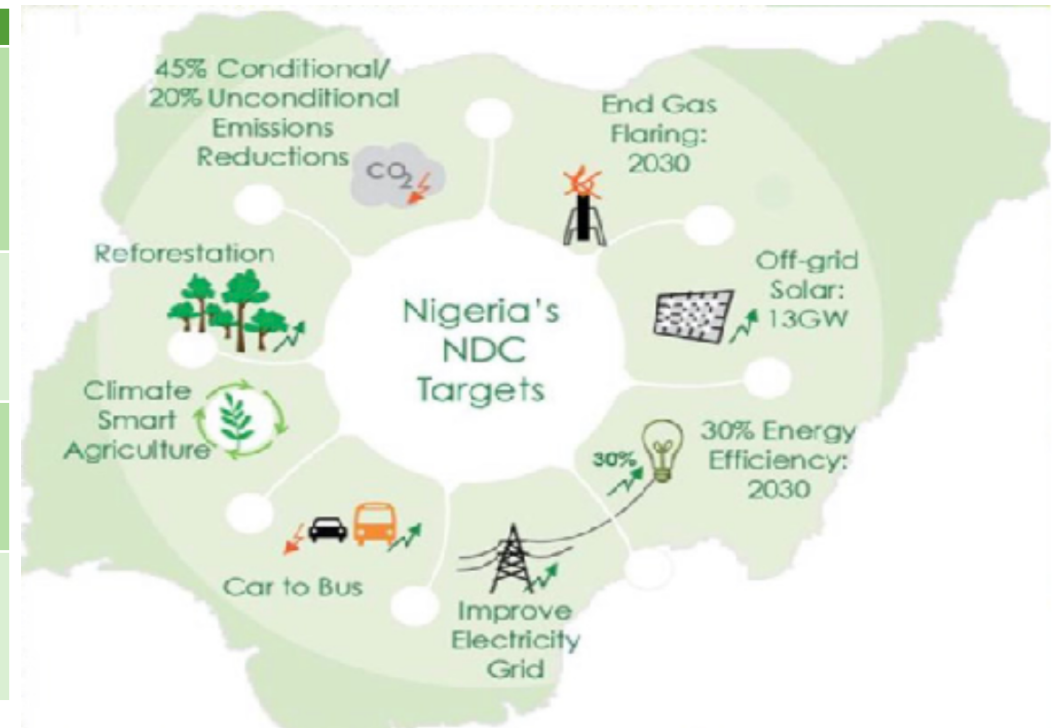 45% Conditional/
20% Unconditional
Emissions
Reductions
CO2
End Gas
Flaring:
2030
Off-grid
Solar:
13GW
30% Energy
Efficiency:
2030
30%
Improve
Electricity
Grid
Car to Bus
Climate
Smart
Agriculture
Reforestation
Nigeria's
NDC
Targets